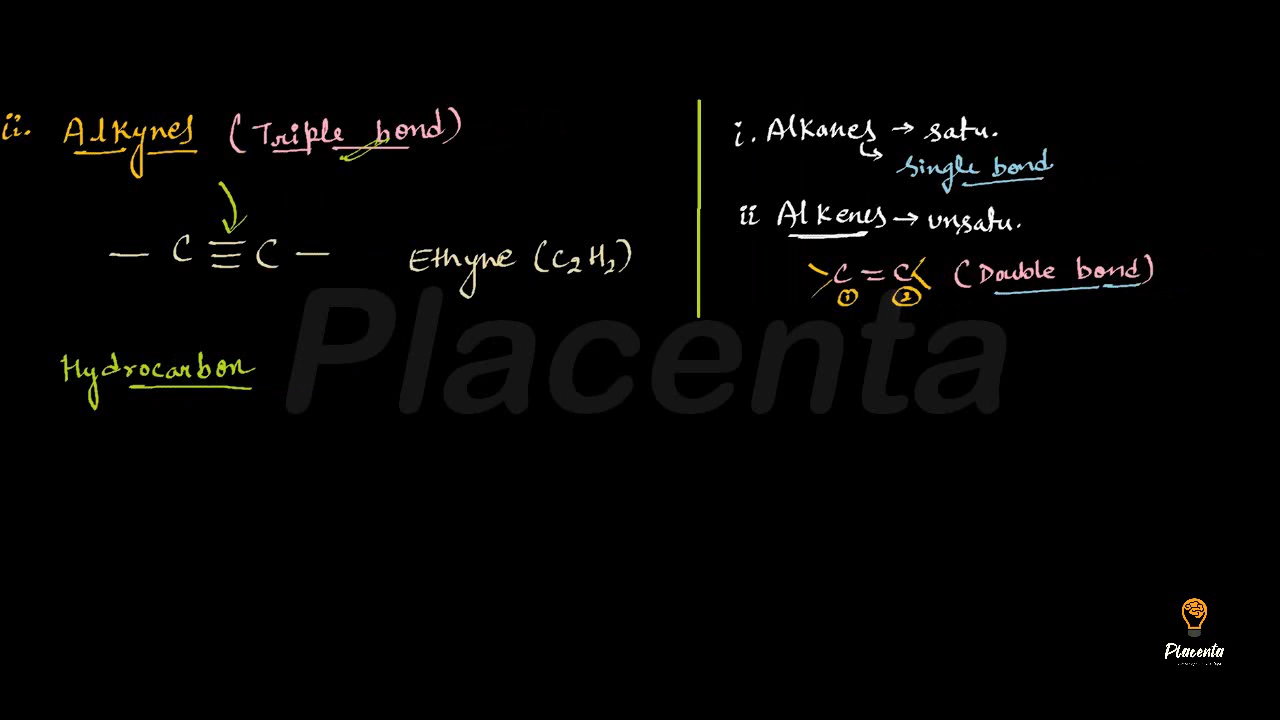 ii. Alkynes (Triple bond)
— C ≡ C —
Ethyne (C₂H₂)
Hydrocarbon
i. Alkanes → satu.
single bond
ii Alkenes → unsatu.
C = C (Double bond)
1 2
Placenta
Placenta